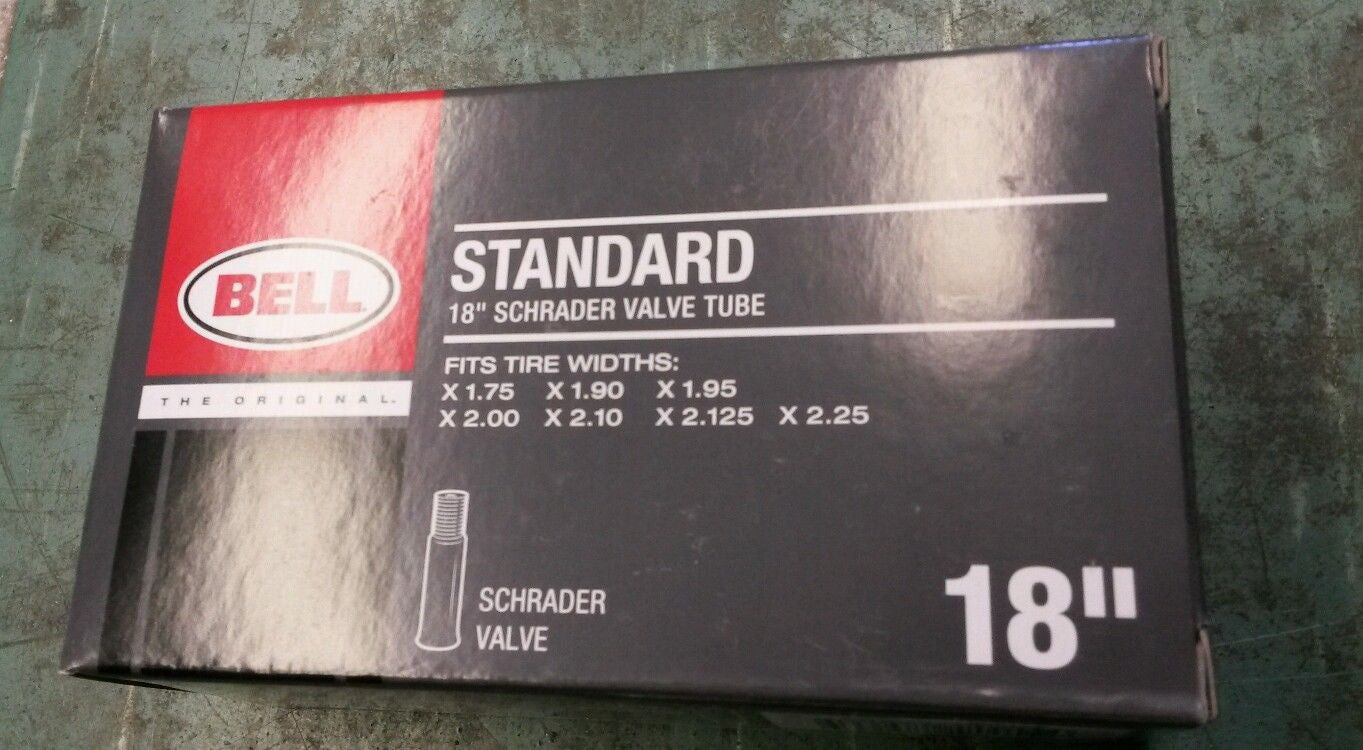 BELL
THE ORIGINAL.
STANDARD
18" SCHRADER VALVE TUBE
FITS TIRE WIDTHS:
X 1.75 X 1.90 X 1.95
X 2.00 X 2.10 X 2.125 X 2.25
SCHRADER
VALVE
18"